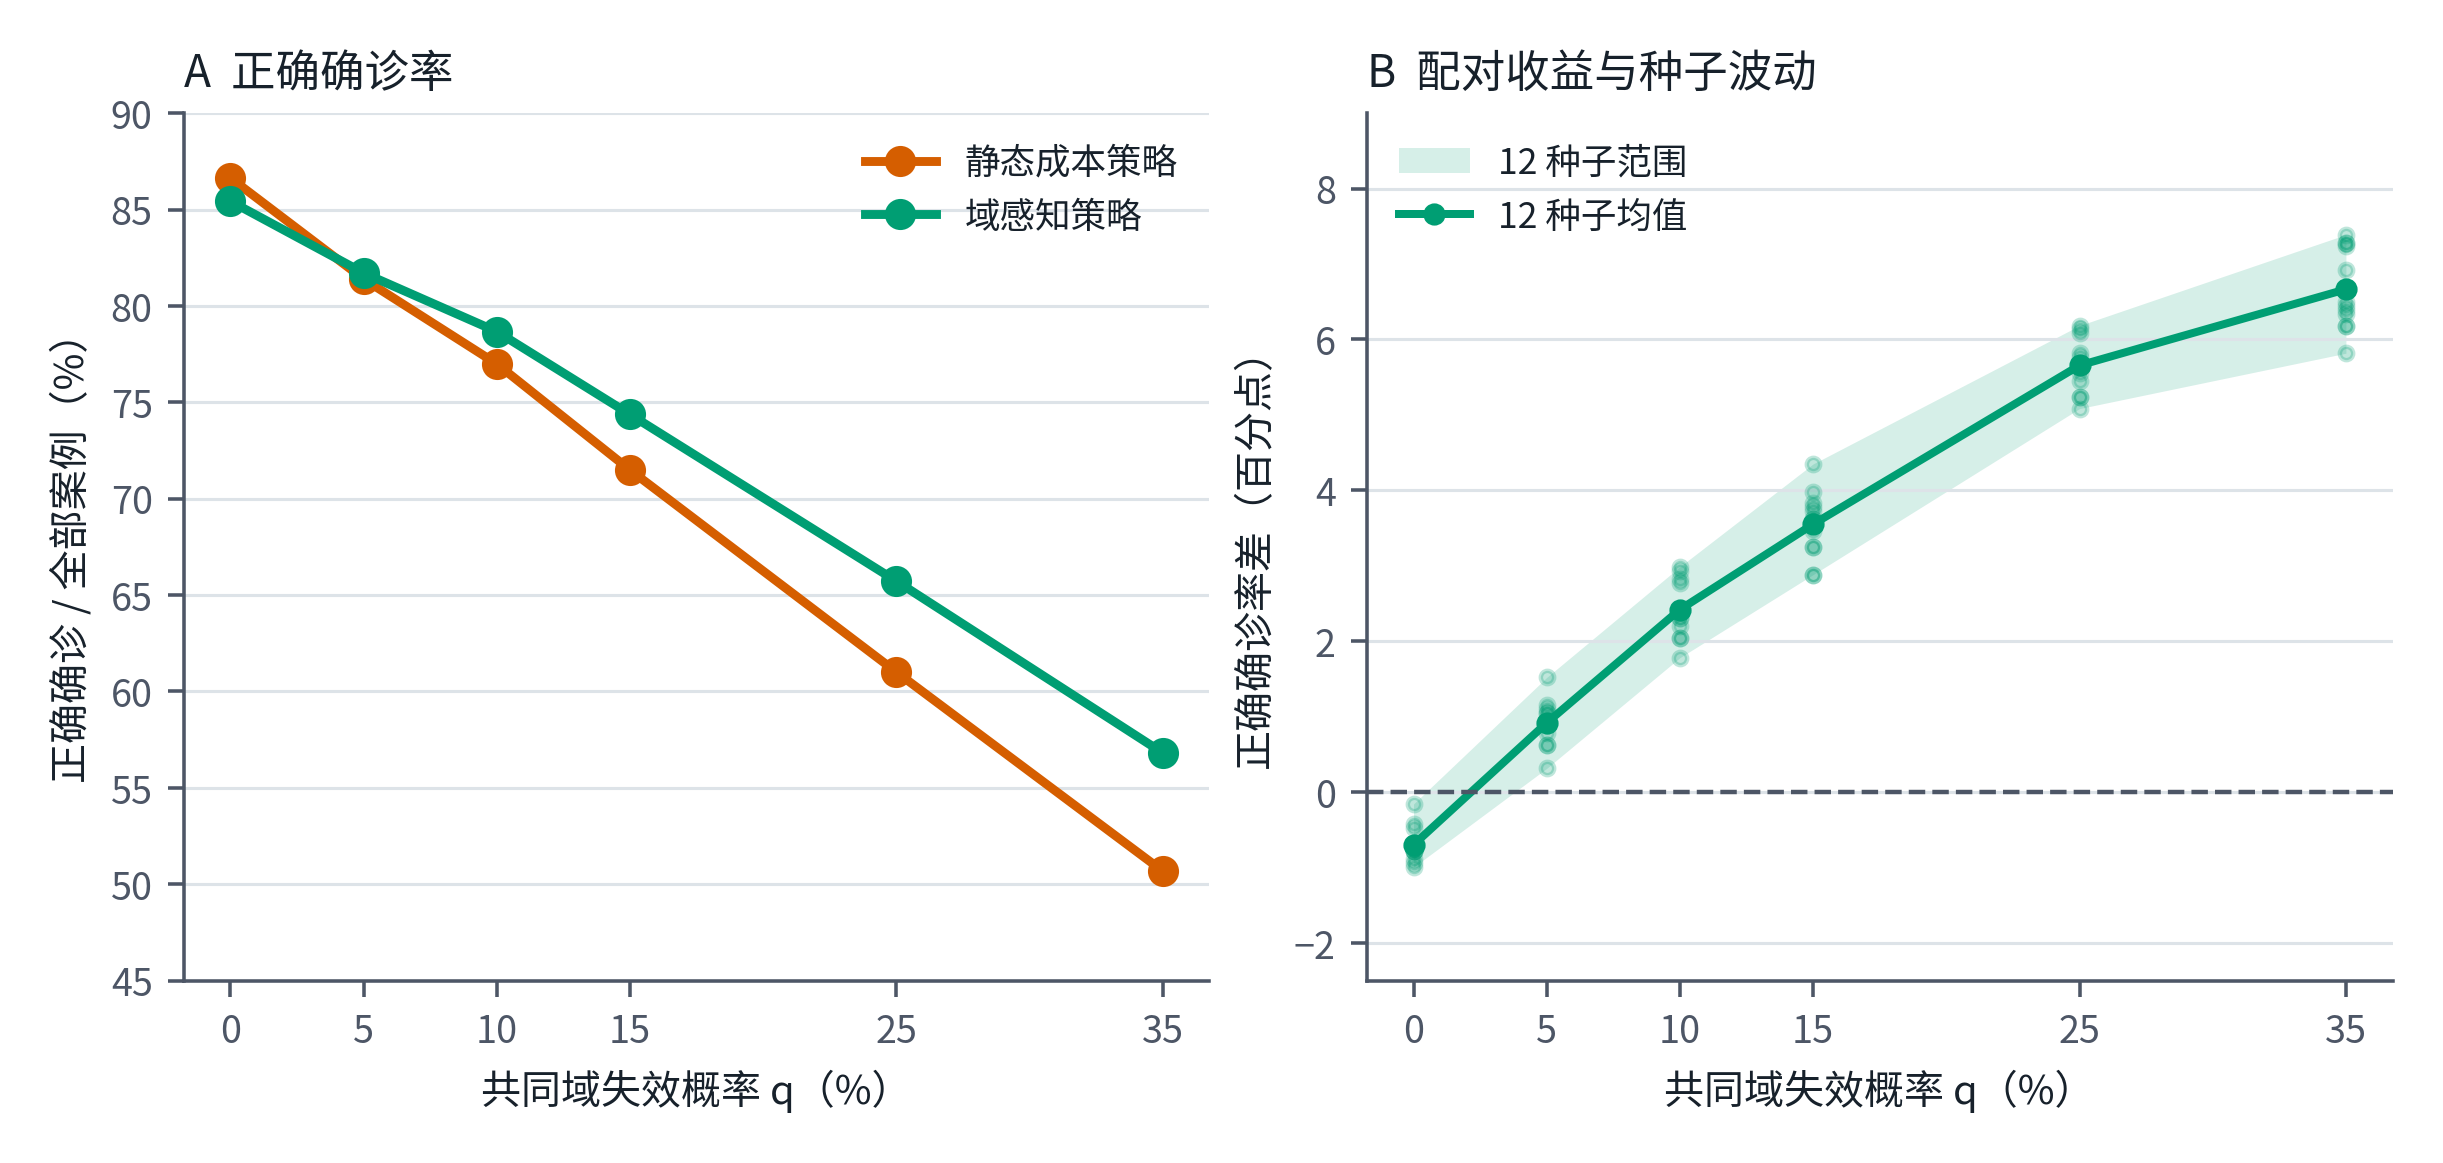 A 正确确诊率
90
85
80
75
70
65
60
55
50
45
正确确诊 / 全部案例（%）
静态成本策略
域感知策略
0 5 10 15 25 35
共同域失效概率 q（%）
B 配对收益与种子波动
8
6
4
2
0
−2
正确确诊率差（百分点）
12 种子范围
12 种子均值
0 5 10 15 25 35
共同域失效概率 q（%）